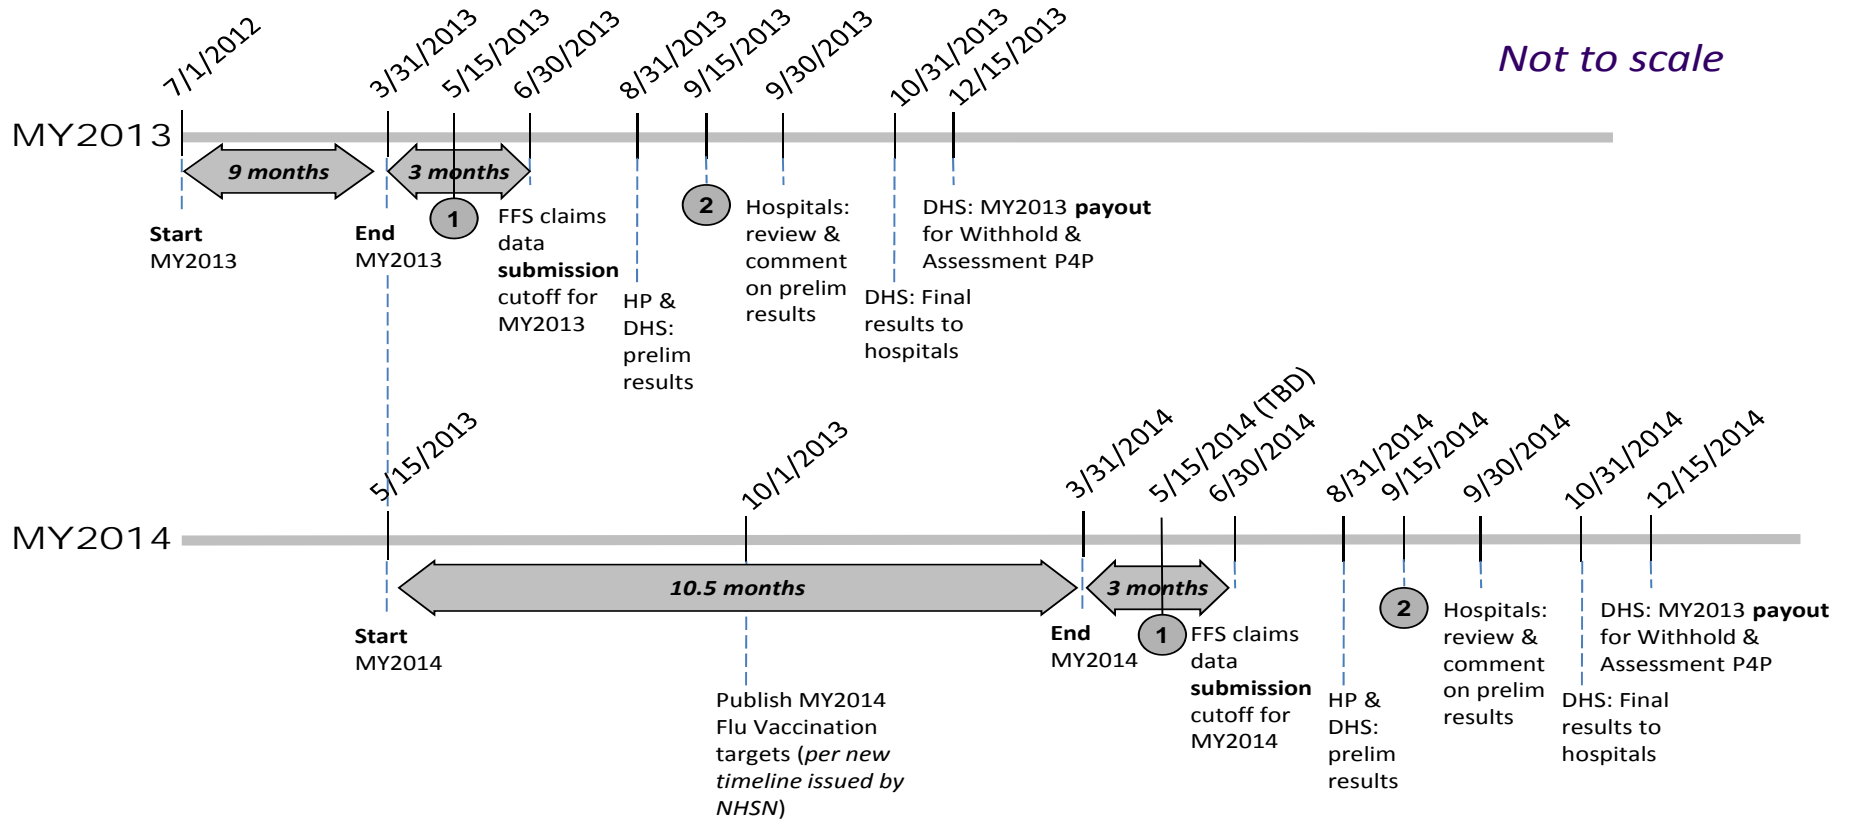 Not to scale
7/1/2012
3/31/2013
5/15/2013
6/30/2013
8/31/2013
9/15/2013
9/30/2013
10/31/2013
12/15/2013
MY2013
9 months
3 months
1
2
Start
MY2013
End
MY2013
FFS claims
data
submission
cutoff for
MY2013
HP &
DHS:
prelim
results
Hospitals:
review &
comment
on prelim
results
DHS: Final
results to
hospitals
DHS: MY2013 payout
for Withhold &
Assessment P4P
5/15/2013
10/1/2013
3/31/2014
5/15/2014 (TBD)
6/30/2014
8/31/2014
9/15/2014
9/30/2014
10/31/2014
12/15/2014
MY2014
10.5 months
3 months
1
2
Start
MY2014
Publish MY2014
Flu Vaccination
targets (per new
timeline issued by
NHSN)
End
MY2014
FFS claims
data
submission
cutoff for
MY2014
HP &
DHS:
prelim
results
Hospitals:
review &
comment
on prelim
results
DHS: Final
results to
hospitals
DHS: MY2013 payout
for Withhold &
Assessment P4P